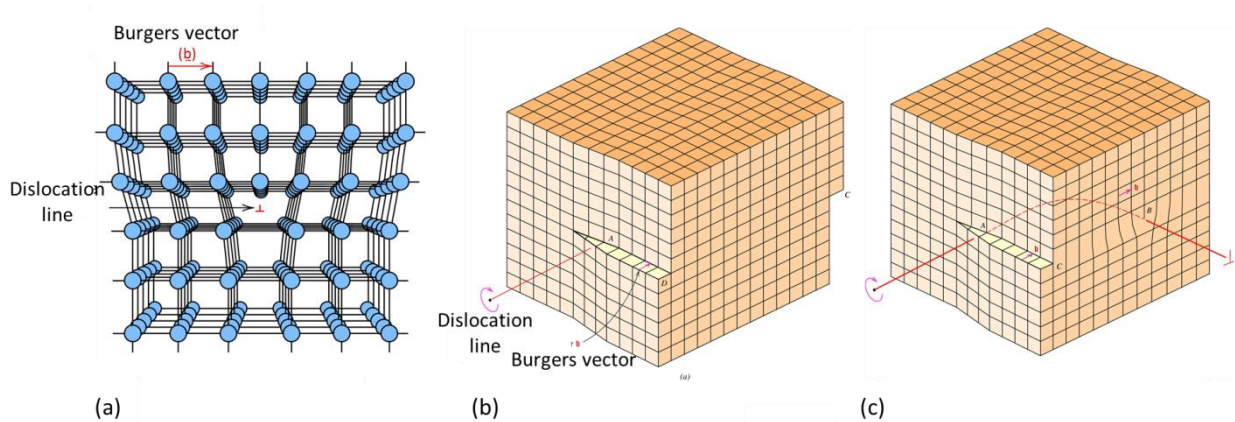 Burgers vector
(b)
Dislocation
line
⊥
(a)
A
C
D
Dislocation
line
b
Burgers vector
(a)
(b)
A
b
b
B
C
⊥
(c)